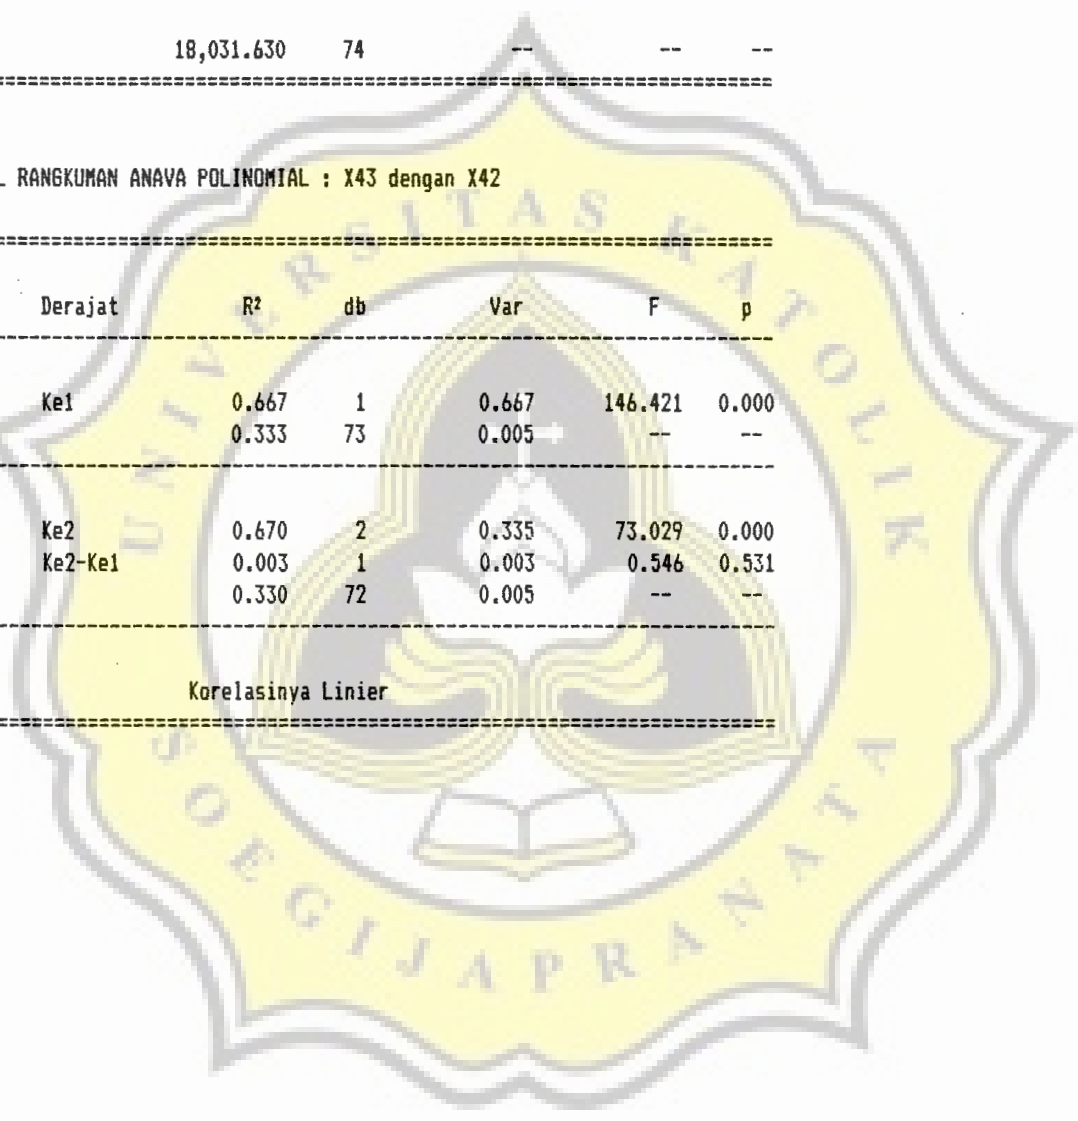 18,031.630 74 -- -- --
================================================================
L RANGKUMAN ANAVA POLINOMIAL : X43 dengan X42
================================================================
Derajat R² db Var F p
----------------------------------------------------------------
Ke1 0.667 1 0.667 146.421 0.000
0.333 73 0.005 -- --
----------------------------------------------------------------
Ke2 0.670 2 0.335 73.029 0.000
Ke2-Ke1 0.003 1 0.003 0.546 0.531
0.330 72 0.005 -- --
----------------------------------------------------------------
Korelasinya Linier
================================================================
UNIVERSITAS KATOLIK
SOEGIJAPRANATA